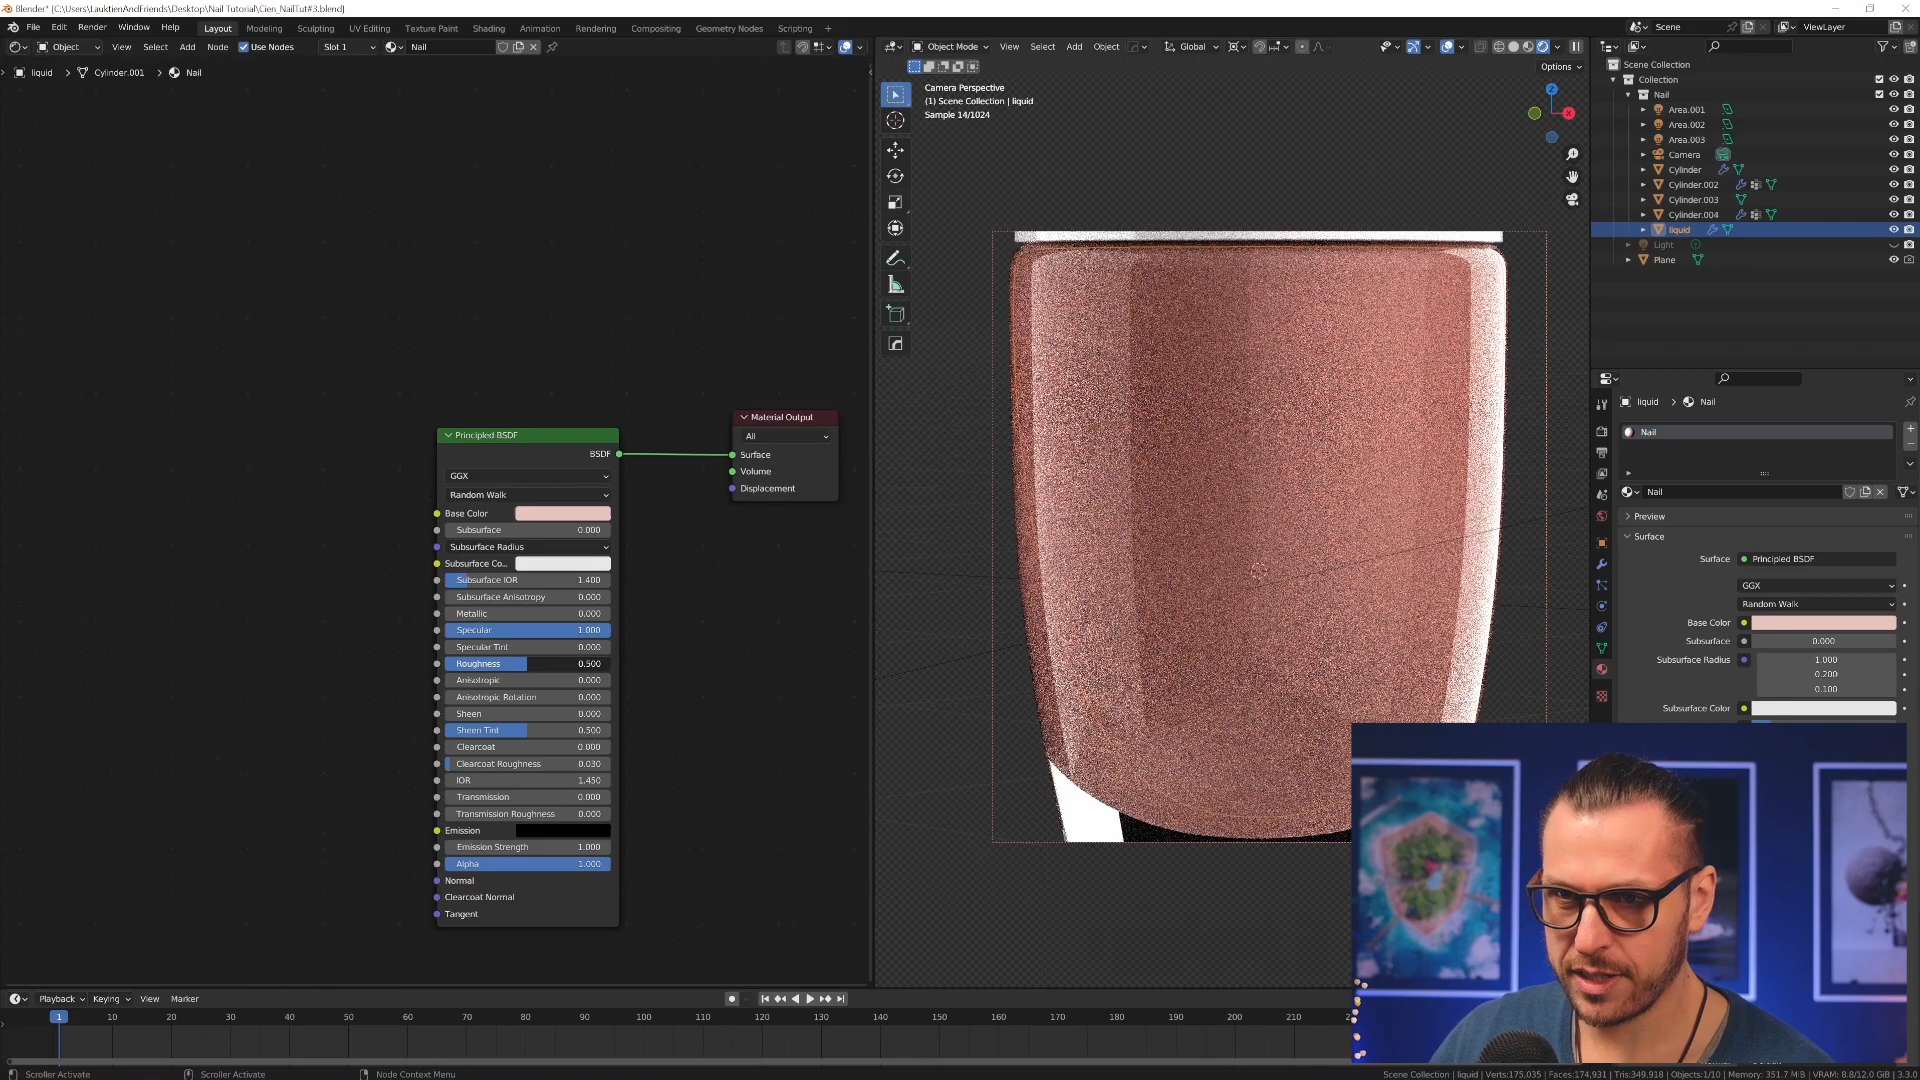 Blender* [C:\Users\LauktienAndFriends\Desktop\Nail Tutorial\Cien_NailTut#3.blend]
File Edit Render Window Help Layout Modeling Sculpting UV Editing Texture Paint Shading Animation Rendering Compositing Geometry Nodes Scripting + Scene ViewLayer
Object View Select Add Node Use Nodes Slot 1 Nail
Object Mode View Select Add Object Global
Options
liquid > Cylinder.001 > Nail
Camera Perspective
(1) Scene Collection | liquid
Sample 14/1024
Z
X
Scene Collection
Collection
Nail
Area.001
Area.002
Area.003
Camera
Cylinder
Cylinder.002
Cylinder.003
Cylinder.004
liquid
Light
Plane
Principled BSDF
BSDF
GGX
Random Walk
Base Color
Subsurface 0.000
Subsurface Radius
Subsurface Co...
Subsurface IOR 1.400
Subsurface Anisotropy 0.000
Metallic 0.000
Specular 1.000
Specular Tint 0.000
Roughness 0.500
Anisotropic 0.000
Anisotropic Rotation 0.000
Sheen 0.000
Sheen Tint 0.500
Clearcoat 0.000
Clearcoat Roughness 0.030
IOR 1.450
Transmission 0.000
Transmission Roughness 0.000
Emission
Emission Strength 1.000
Alpha 1.000
Normal
Clearcoat Normal
Tangent
Material Output
All
Surface
Volume
Displacement
liquid > Nail
Nail
Nail
Preview
Surface
Surface Principled BSDF
GGX
Random Walk
Base Color
Subsurface 0.000
Subsurface Radius 1.000
0.200
0.100
Subsurface Color
Playback Keying View Marker
1 10 20 30 40 50 60 70 80 90 100 110 120 130 140 150 160 170 180 190 200 210
Scroller Activate Scroller Activate Node Context Menu
Scene Collection | liquid | Verts:175,035 | Faces:174,931 | Tris:349,918 | Objects:1/10 | Memory: 351.7 MiB | VRAM: 8.8/12.0 GiB | 3.3.0